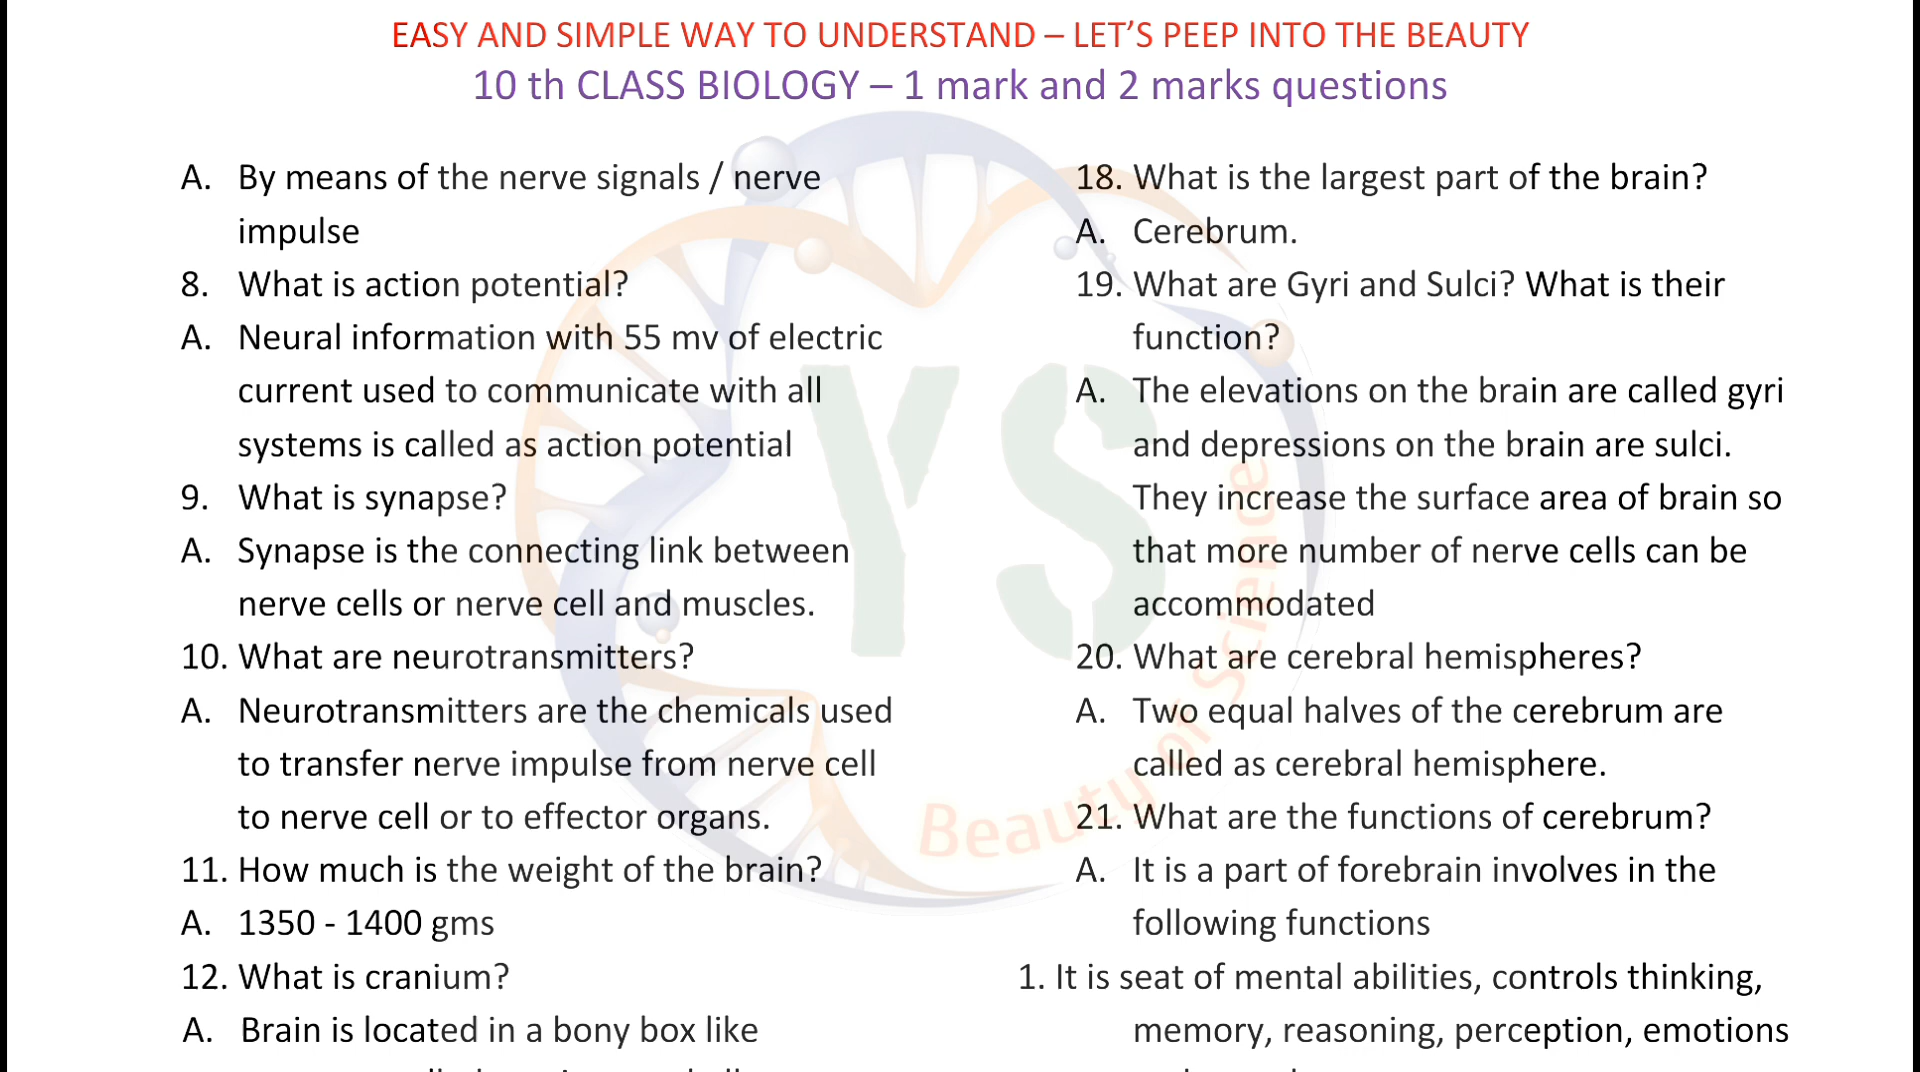 EASY AND SIMPLE WAY TO UNDERSTAND – LET’S PEEP INTO THE BEAUTY
10 th CLASS BIOLOGY – 1 mark and 2 marks questions
A. By means of the nerve signals / nerve
impulse
8. What is action potential?
A. Neural information with 55 mv of electric
current used to communicate with all
systems is called as action potential
9. What is synapse?
A. Synapse is the connecting link between
nerve cells or nerve cell and muscles.
10. What are neurotransmitters?
A. Neurotransmitters are the chemicals used
to transfer nerve impulse from nerve cell
to nerve cell or to effector organs.
11. How much is the weight of the brain?
A. 1350 - 1400 gms
12. What is cranium?
A. Brain is located in a bony box like
18. What is the largest part of the brain?
A. Cerebrum.
19. What are Gyri and Sulci? What is their
function?
A. The elevations on the brain are called gyri
and depressions on the brain are sulci.
They increase the surface area of brain so
that more number of nerve cells can be
accommodated
20. What are cerebral hemispheres?
A. Two equal halves of the cerebrum are
called as cerebral hemisphere.
21. What are the functions of cerebrum?
A. It is a part of forebrain involves in the
following functions
1. It is seat of mental abilities, controls thinking,
memory, reasoning, perception, emotions
YS
Beauty of Science